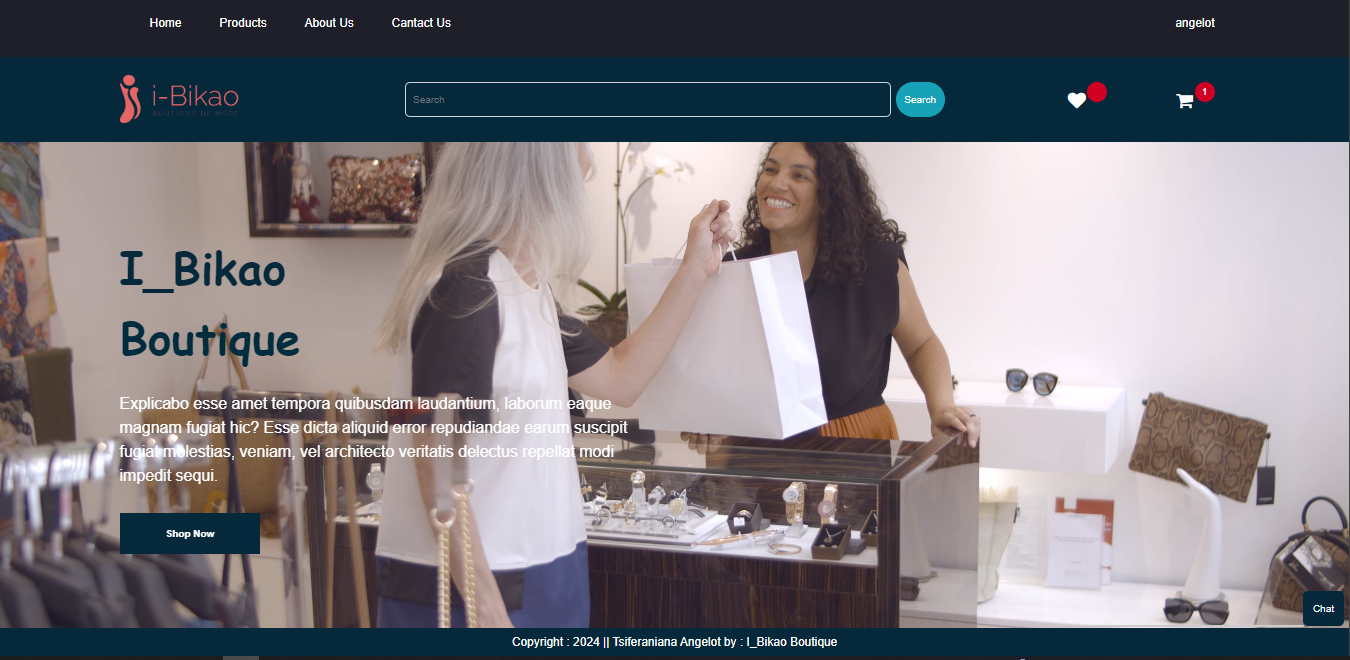 Home Products About Us Cantact Us angelot
i-Bikao
BOUTIQUE DE MODE
Search Search 1
I_Bikao
Boutique
Explicabo esse amet tempora quibusdam laudantium, laborum eaque
magnam fugiat hic? Esse dicta aliquid error repudiandae earum suscipit
fugiat molestias, veniam, vel architecto veritatis delectus repellat modi
impedit sequi.
Shop Now
Chat
Copyright : 2024 || Tsiferaniana Angelot by : I_Bikao Boutique